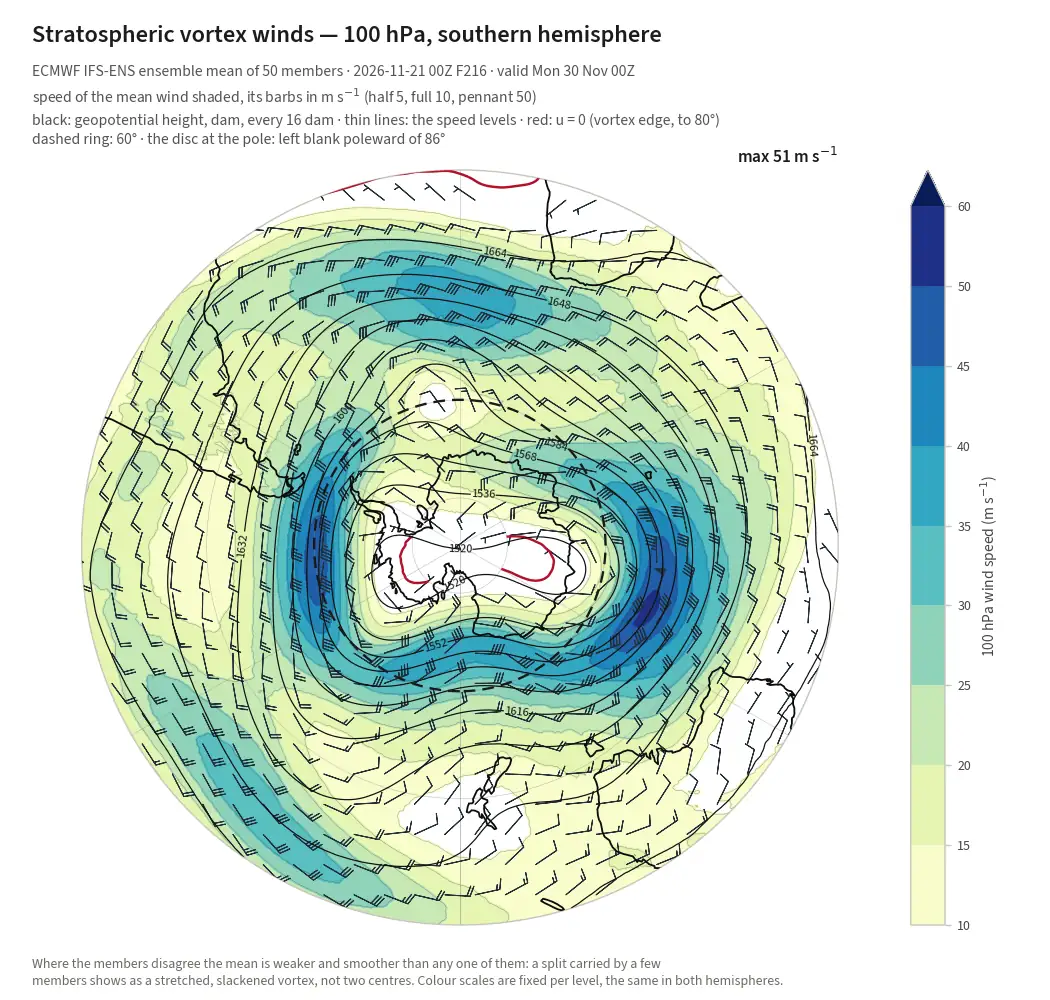 Stratospheric vortex winds — 100 hPa, southern hemisphere
ECMWF IFS-ENS ensemble mean of 50 members · 2026-11-21 00Z F216 · valid Mon 30 Nov 00Z
speed of the mean wind shaded, its barbs in m s⁻¹ (half 5, full 10, pennant 50)
black: geopotential height, dam, every 16 dam · thin lines: the speed levels · red: u = 0 (vortex edge, to 80°)
dashed ring: 60° · the disc at the pole: left blank poleward of 86°
max 51 m s⁻¹
1664
1648
1600
1584
1568
1664
1536
1632
1520
1520
1552
1616
60
50
45
40
35
30
25
20
15
10
100 hPa wind speed (m s⁻¹)
Where the members disagree the mean is weaker and smoother than any one of them: a split carried by a few
members shows as a stretched, slackened vortex, not two centres. Colour scales are fixed per level, the same in both hemispheres.